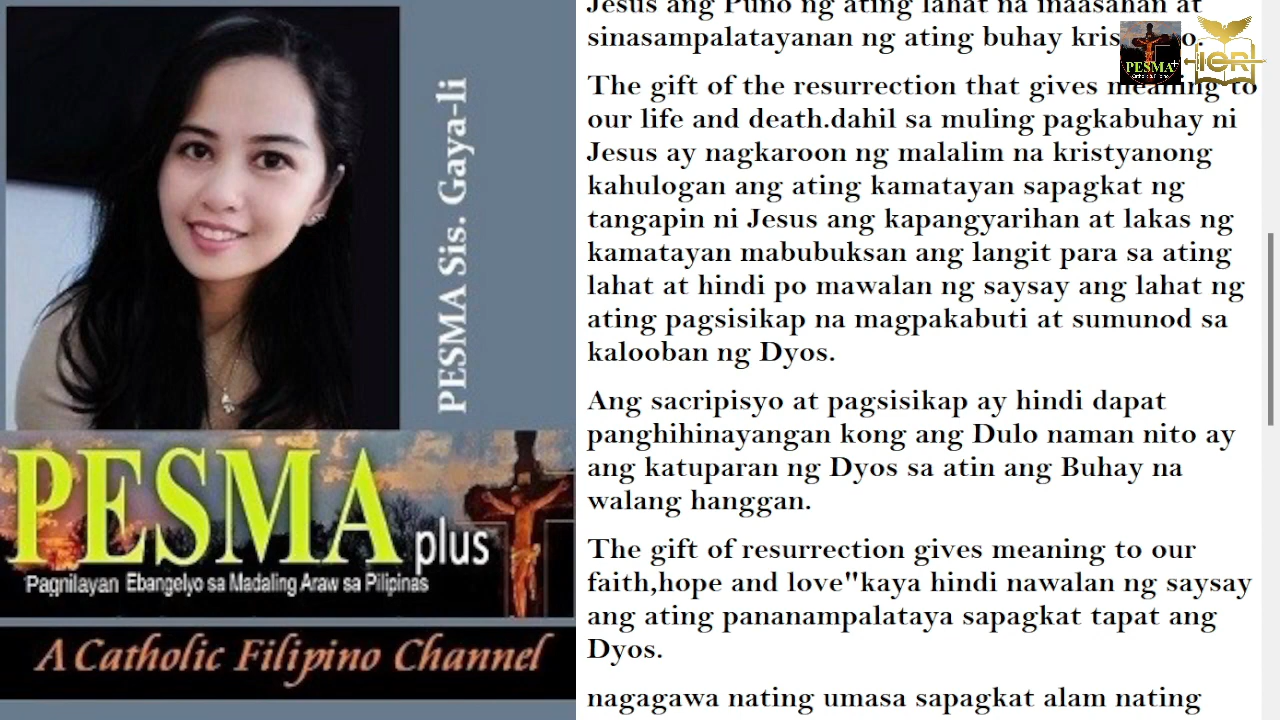 PESMA Sis. Gaya-li
PESMA plus
Pagnilayan Ebangelyo sa Madaling Araw sa Pilipinas
A Catholic Filipino Channel
PESMA
Jesus ang Puno ng ating lahat na inaasahan at
sinasampalatayanan ng ating buhay
The gift of the resurrection that gives meaning to
our life and death.dahil sa muling pagkabuhay ni
Jesus ay nagkaroon ng malalim na kristyanong
kahulogan ang ating kamatayan sapagkat ng
tangapin ni Jesus ang kapangyarihan at lakas ng
kamatayan mabubuksan ang langit para sa ating
lahat at hindi po mawalan ng saysay ang lahat ng
ating pagsisikap na magpakabuti at sumunod sa
kalooban ng Dyos.
Ang sacripisyo at pagsisikap ay hindi dapat
panghihinayangan kong ang Dulo naman nito ay
ang katuparan ng Dyos sa atin ang Buhay na
walang hanggan.
The gift of resurrection gives meaning to our
faith,hope and love"kaya hindi nawalan ng saysay
ang ating pananampalataya sapagkat tapat ang
Dyos.
nagagawa nating umasa sapagkat alam nating